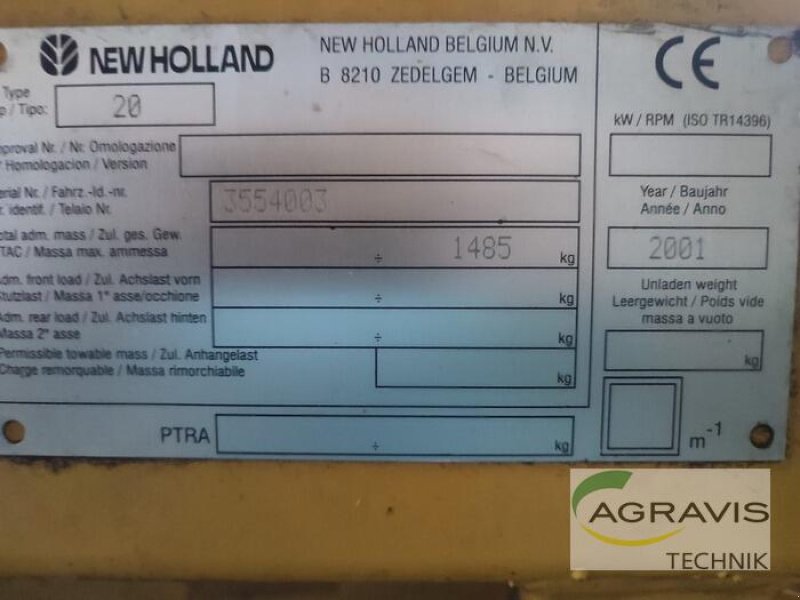 NEW HOLLAND
NEW HOLLAND BELGIUM N.V.
B 8210 ZEDELGEM - BELGIUM
CE
Type
p / Tipo:
20
kW / RPM (ISO TR14396)
proval Nr. / Nr. Omologazione
Homologacion / Version
erial Nr. / Fahrz.-Id.-nr.
r. identif. / Telaio Nr.
3554003
Year / Baujahr
Année / Anno
2001
otal adm. mass / Zul. ges. Gew.
TAC / Massa max. ammessa
÷ 1485 kg
Adm. front load / Zul. Achslast vorn
Stutzlast / Massa 1° asse/occhione
÷ kg
Unladen weight
Leergewicht / Poids vide
massa a vuoto
kg
Adm. rear load / Zul. Achslast hinten
Massa 2° asse
÷ kg
Permissible towable mass / Zul. Anhangelast
Charge remorquable / Massa rimorchiabile
kg
PTRA
÷ kg
m-1
AGRAVIS
TECHNIK